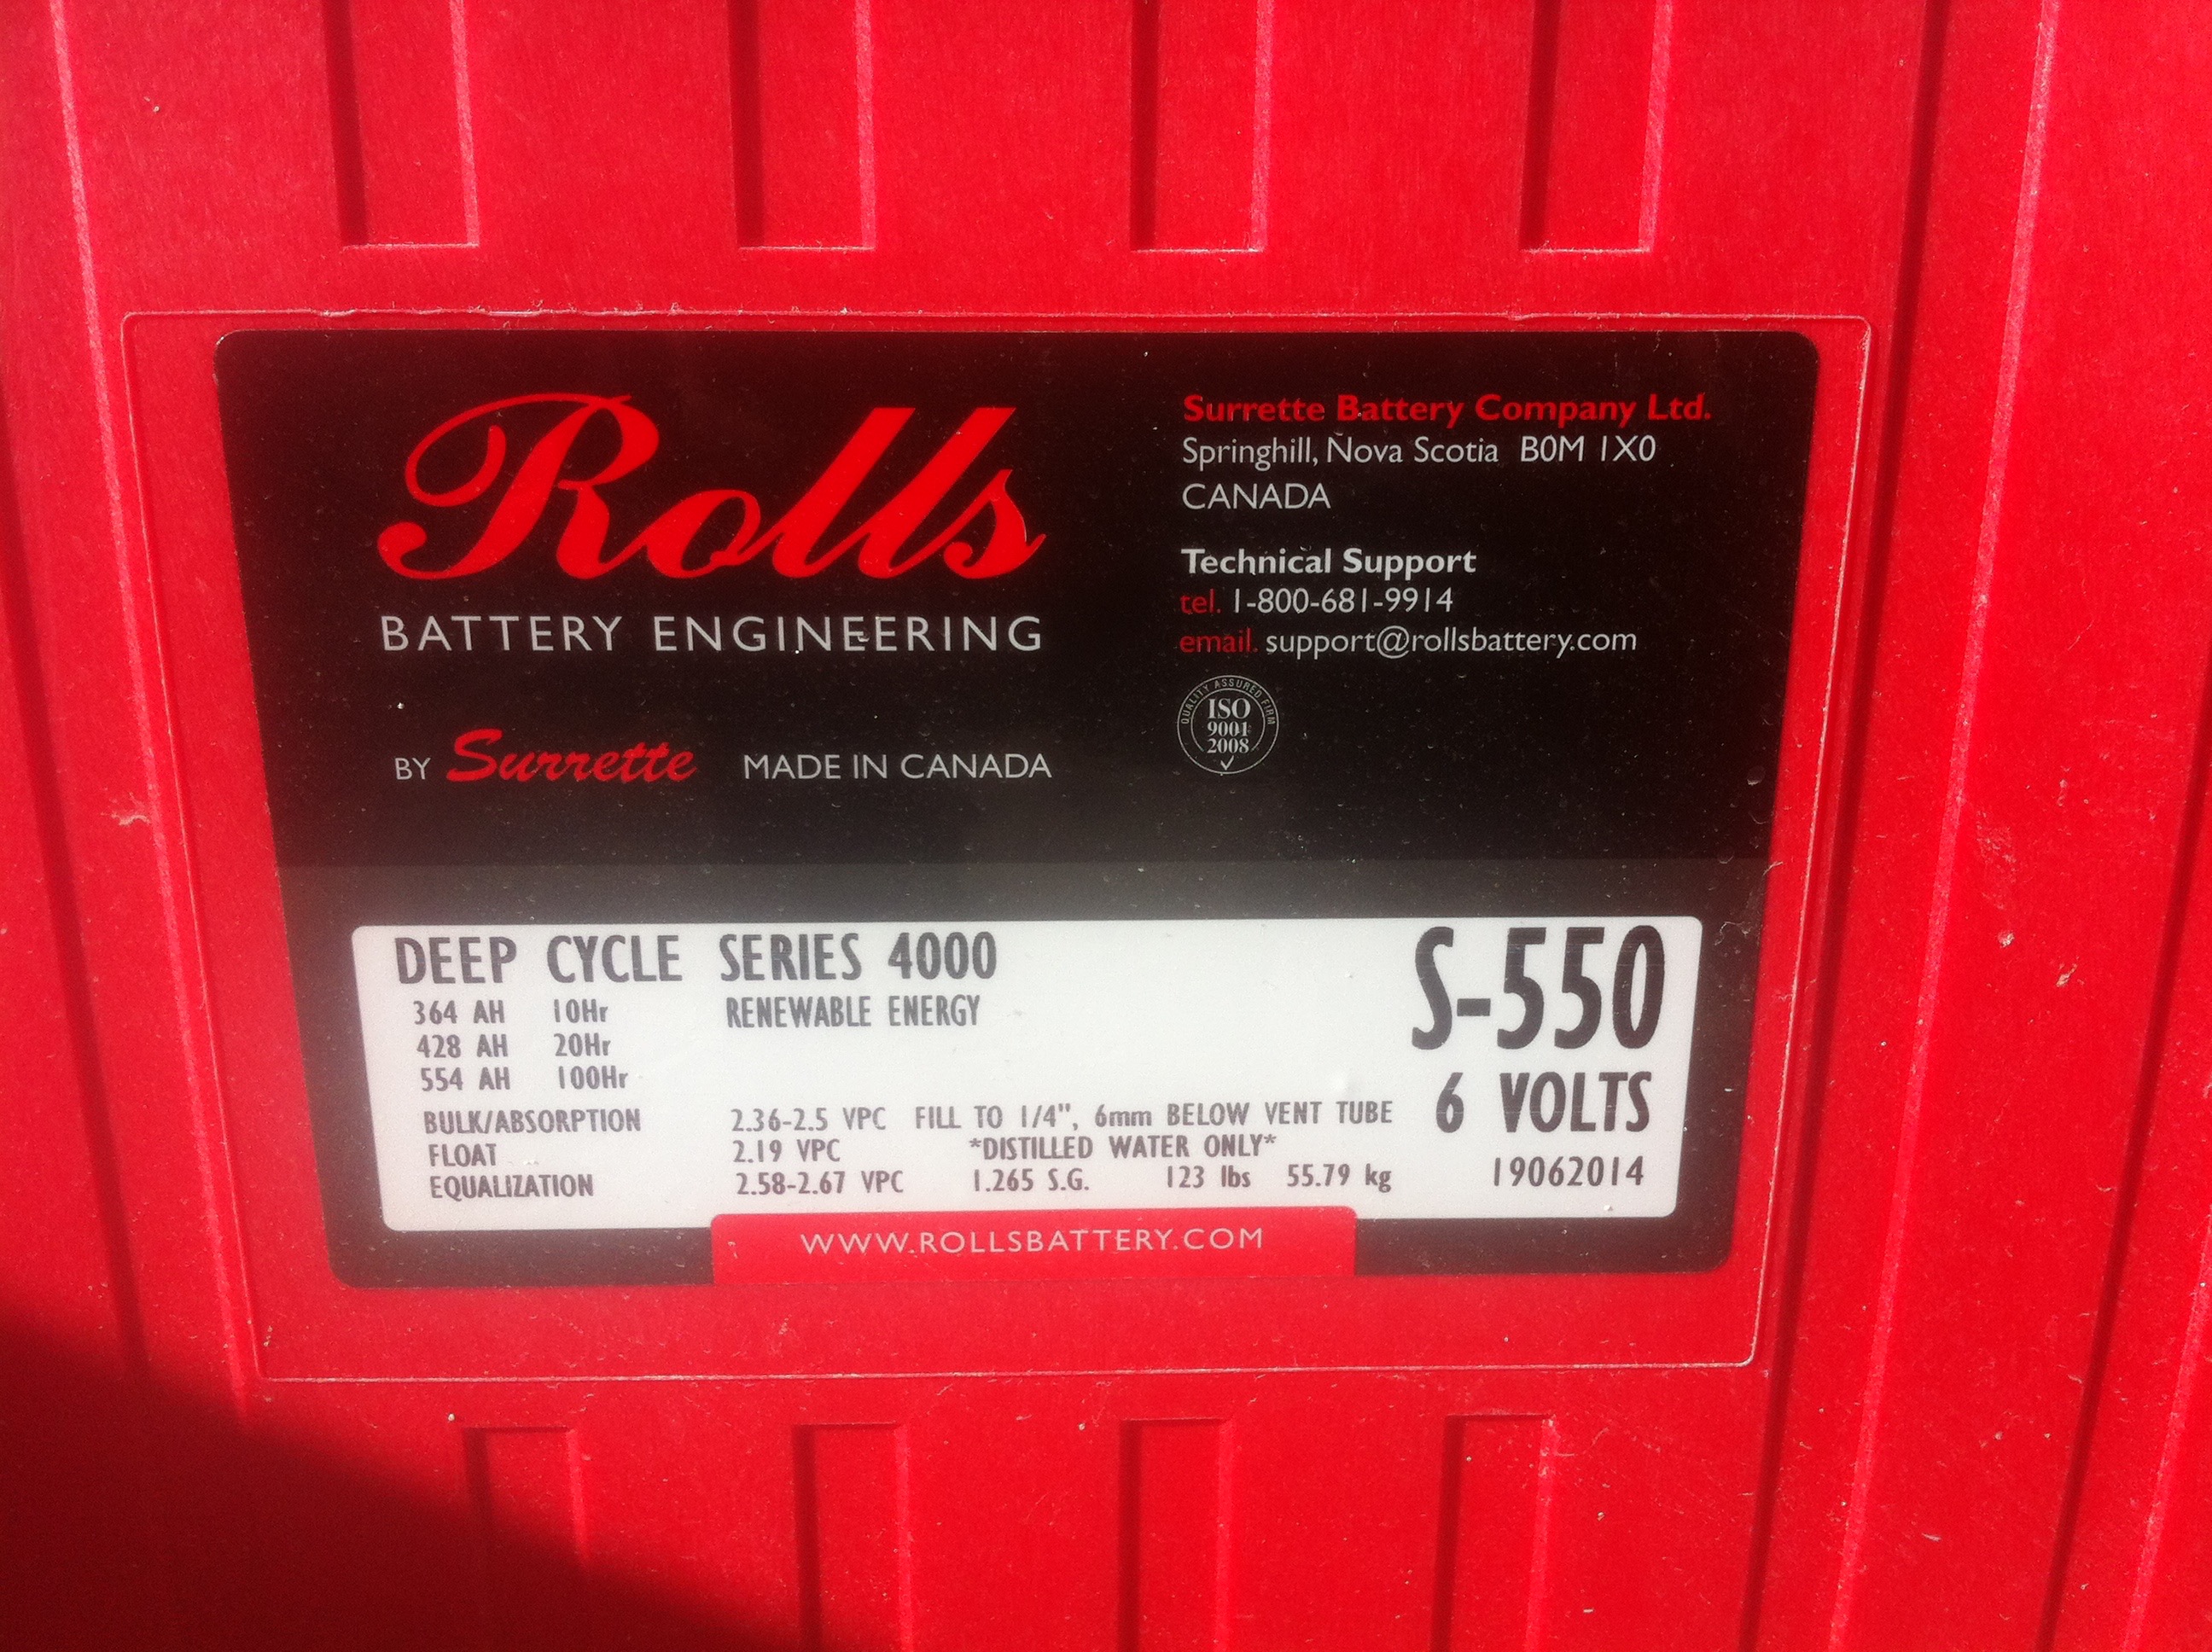 Rolls
BATTERY ENGINEERING
BY Surrette MADE IN CANADA
Surrette Battery Company Ltd.
Springhill, Nova Scotia B0M 1X0
CANADA
Technical Support
tel. 1-800-681-9914
email. support@rollsbattery.com
QUALITY ASSURED FIRM
ISO
9001:
2008
DEEP CYCLE SERIES 4000
364 AH 10Hr RENEWABLE ENERGY
428 AH 20Hr
554 AH 100Hr
S-550
6 VOLTS
19062014
BULK/ABSORPTION 2.36-2.5 VPC FILL TO 1/4", 6mm BELOW VENT TUBE
FLOAT 2.19 VPC *DISTILLED WATER ONLY*
EQUALIZATION 2.58-2.67 VPC 1.265 S.G. 123 lbs 55.79 kg
WWW.ROLLSBATTERY.COM